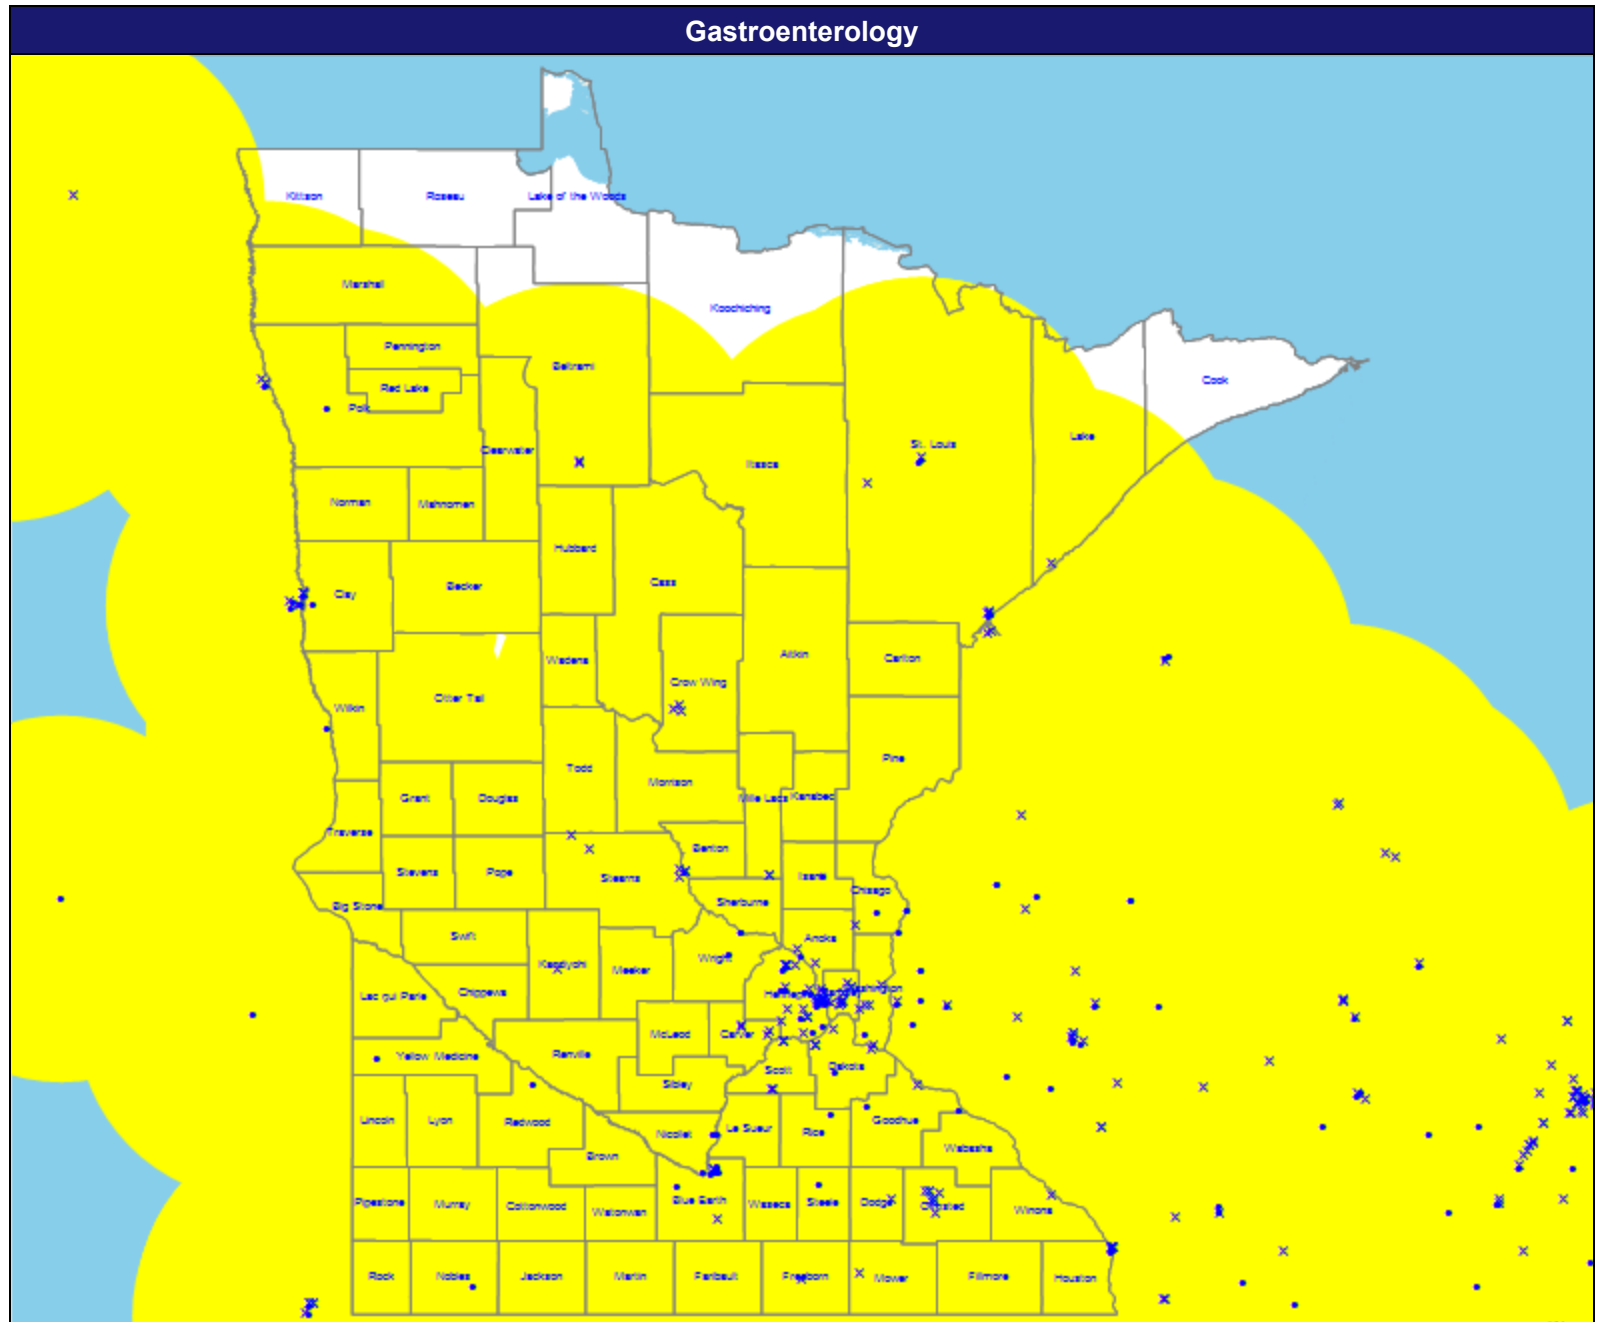 Gastroenterology
Kittson
Roseau
Lake of the Woods
Marshall
Koochiching
Pennington
Beltrami
Red Lake
Cook
Polk
Lake
St. Louis
Clearwater
Itasca
Norman
Mahnomen
Hubbard
Cass
Becker
Clay
Aitkin
Carlton
Wadena
Crow Wing
Otter Tail
Wilkin
Pine
Todd
Morrison
Grant
Douglas
Mille Lacs
Kanabec
Traverse
Benton
Stevens
Pope
Stearns
Isanti
Chisago
Sherburne
Big Stone
Swift
Anoka
Wright
Kandiyohi
Meeker
Chippewa
Lac qui Parle
McLeod
Carver
Renville
Yellow Medicine
Dakota
Scott
Sibley
Lincoln
Lyon
Redwood
Goodhue
Le Sueur
Rice
Nicollet
Wabasha
Brown
Pipestone
Murray
Cottonwood
Watonwan
Blue Earth
Waseca
Steele
Dodge
Olmsted
Winona
Rock
Nobles
Jackson
Martin
Faribault
Freeborn
Mower
Fillmore
Houston